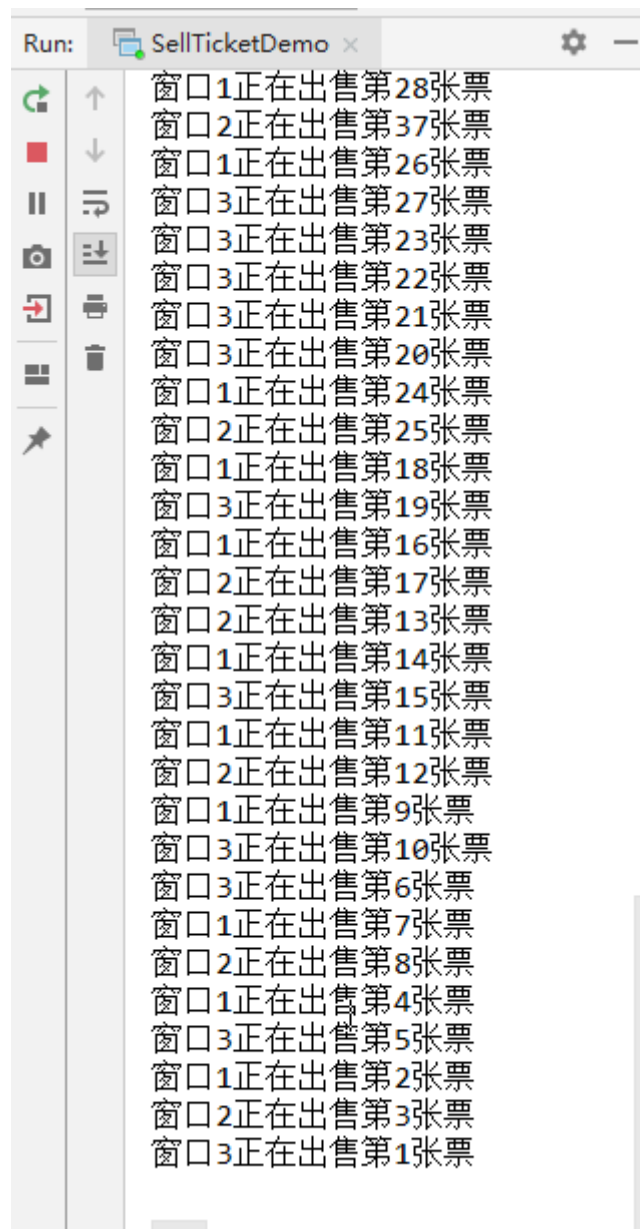 Run: SellTicketDemo
窗口1正在出售第28张票
窗口2正在出售第37张票
窗口1正在出售第26张票
窗口3正在出售第27张票
窗口3正在出售第23张票
窗口3正在出售第22张票
窗口3正在出售第21张票
窗口3正在出售第20张票
窗口1正在出售第24张票
窗口2正在出售第25张票
窗口1正在出售第18张票
窗口3正在出售第19张票
窗口1正在出售第16张票
窗口2正在出售第17张票
窗口2正在出售第13张票
窗口1正在出售第14张票
窗口3正在出售第15张票
窗口1正在出售第11张票
窗口2正在出售第12张票
窗口1正在出售第9张票
窗口3正在出售第10张票
窗口3正在出售第6张票
窗口1正在出售第7张票
窗口2正在出售第8张票
窗口1正在出售第4张票
窗口3正在出售第5张票
窗口1正在出售第2张票
窗口2正在出售第3张票
窗口3正在出售第1张票